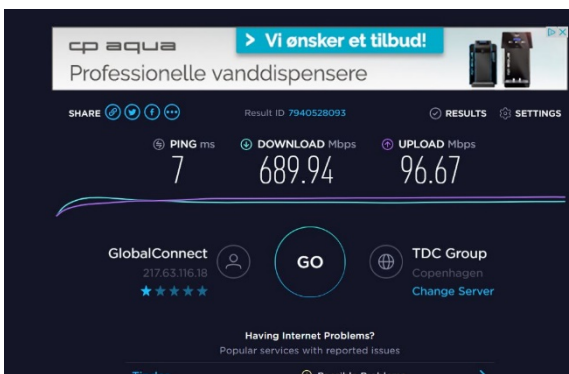 cp aqua
> Vi ønsker et tilbud!
Professionelle vanddispensere
SHARE
Result ID 7940528093
RESULTS
SETTINGS
PING ms
7
DOWNLOAD Mbps
689.94
UPLOAD Mbps
96.67
GlobalConnect
217.63.116.18
GO
TDC Group
Copenhagen
Change Server
Having Internet Problems?
Popular services with reported issues